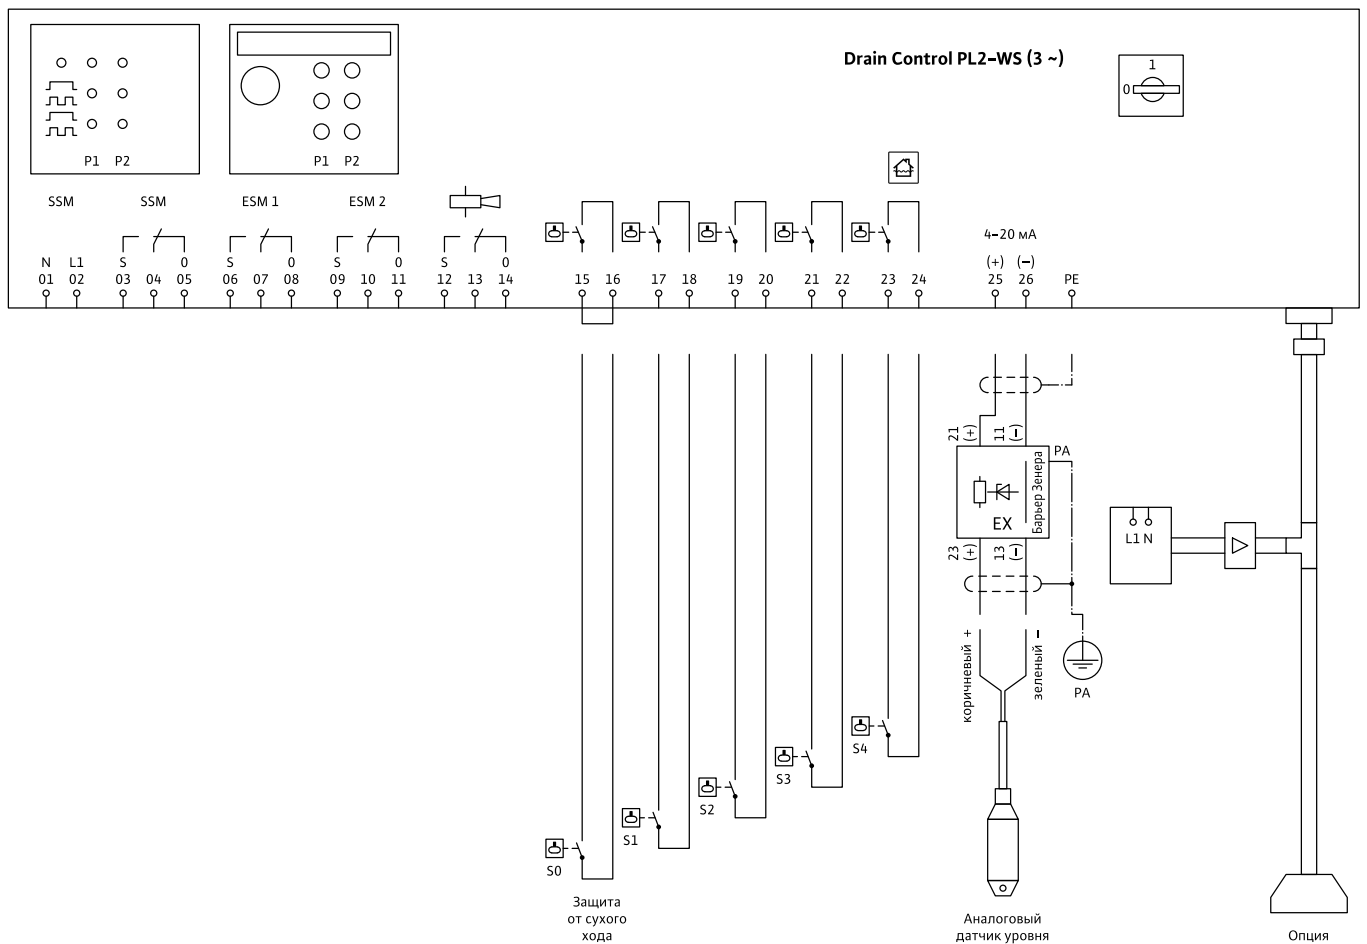 Drain Control PL2-WS (3 ~)
1
0
P1 P2
P1 P2
SSM SSM ESM 1 ESM 2
4-20 мА
N L1 S 0 S 0 S 0 S 0 (+) (-)
01 02 03 04 05 06 07 08 09 10 11 12 13 14 15 16 17 18 19 20 21 22 23 24 25 26 PE
21 (+) 11 (-)
PA
Барьер Зенера
EX
23 (+) 13 (-)
L1 N
коричневый +
зеленый -
PA
S4
S3
S2
S1
S0
Защита
от сухого
хода
Аналоговый
датчик уровня
Опция